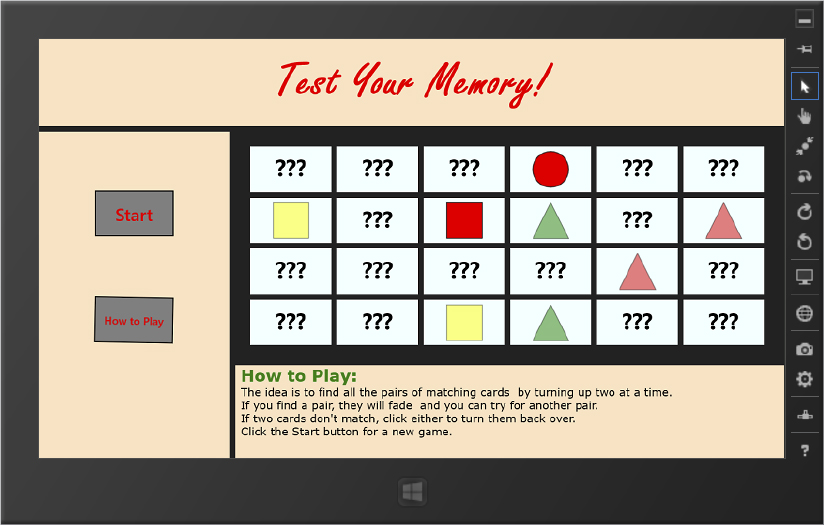 Test Your Memory!
??? ??? ??? ??? ???
Start
??? ???
??? ??? ??? ??? ???
How to Play
??? ??? ??? ???
How to Play:
The idea is to find all the pairs of matching cards  by turning up two at a time.
If you find a pair, they will fade  and you can try for another pair.
If two cards don't match, click either to turn them back over.
Click the Start button for a new game.
?